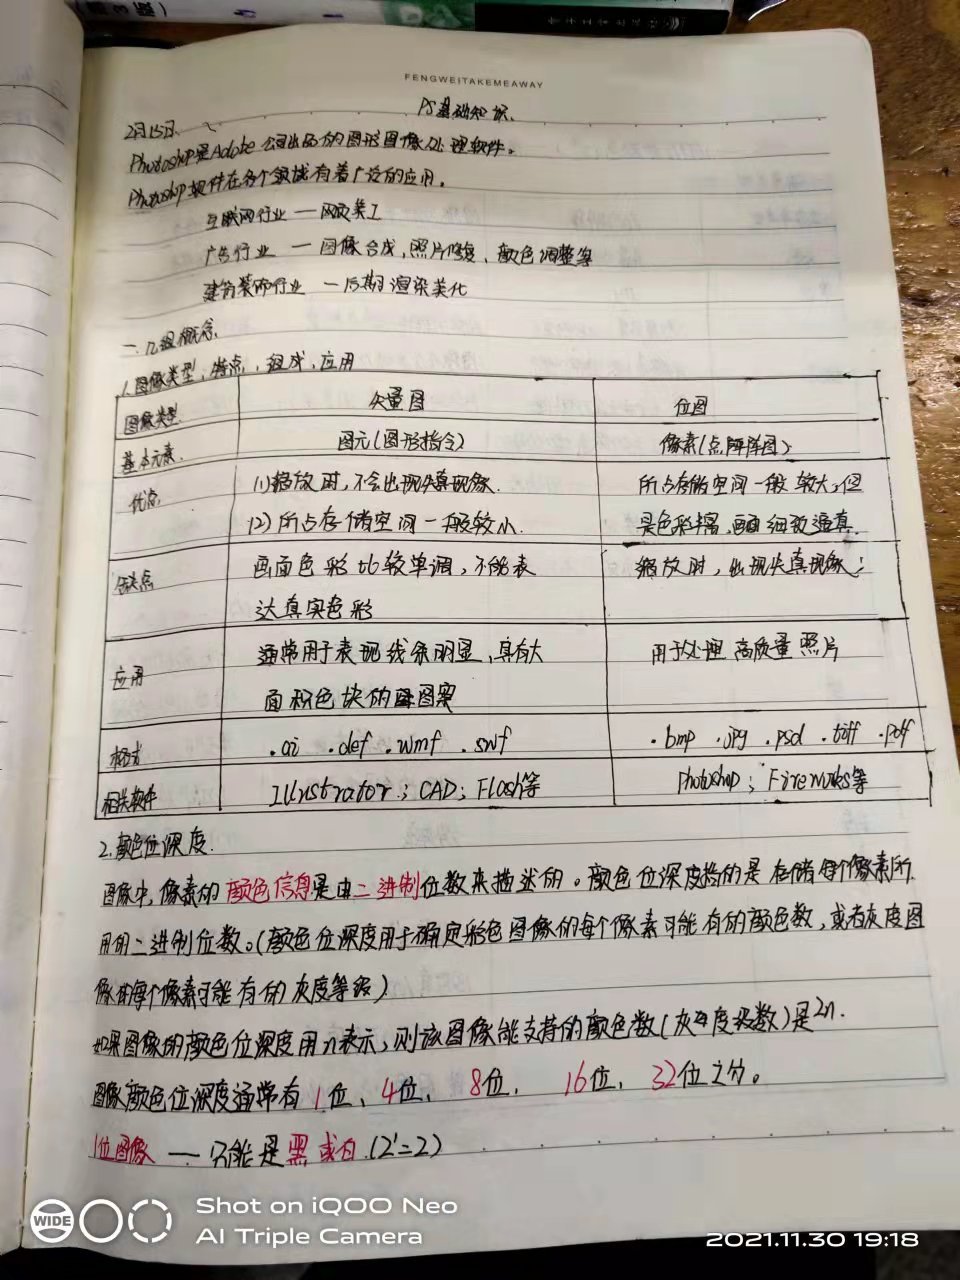 FENGWEITAKEMEAWAY
PS基础知识.
2月15日.
Photoshop是Adobe公司出品的图形图像处理软件。
Photoshop软件在各个领域有着广泛的应用。
互联网行业 — 网页美工
广告行业 — 图像合成,照片修复、颜色调整等
建筑装饰行业 — 后期渲染美化
一.几组概念.
1.图像类型,特点,组成,应用
图像类型. 矢量图 位图
基本元素. 图元(图形指令) 像素(点阵图)
优点 (1)缩放时,不会出现失真现象. 所占存储空间一般较大,但
(2)所占存储空间一般较小. 是色彩丰富,画面细致逼真.
缺点 画面色彩比较单调,不能表 缩放时,出现失真现象;
达真实色彩
应用 通常用于表现线条明显,具有大 用于处理高质量照片
面积色块的图案
格式 .ai .def .wmf .swf .bmp .jpg .psd .tiff .pdf
相关软件 Illustrator; CAD; Flash等 Photoshop; Fireworks等
2.颜色位深度.
图像中,像素的颜色信息是由二进制位数来描述的。颜色位深度指的是存储每个像素所
用的二进制位数。(颜色位深度用于确定彩色图像的每个像素可能有的颜色数,或者灰度图
像的每个像素可能有的灰度等级)
如果图像的颜色位深度用n表示,则该图像能支持的颜色数(灰度级数)是2n.
图像颜色位深度通常有1位、4位、8位、16位、32位之分。
1位图像 — 只能是黑或白.(2¹=2)
WIDE
Shot on iQOO Neo
AI Triple Camera
2021.11.30 19:18